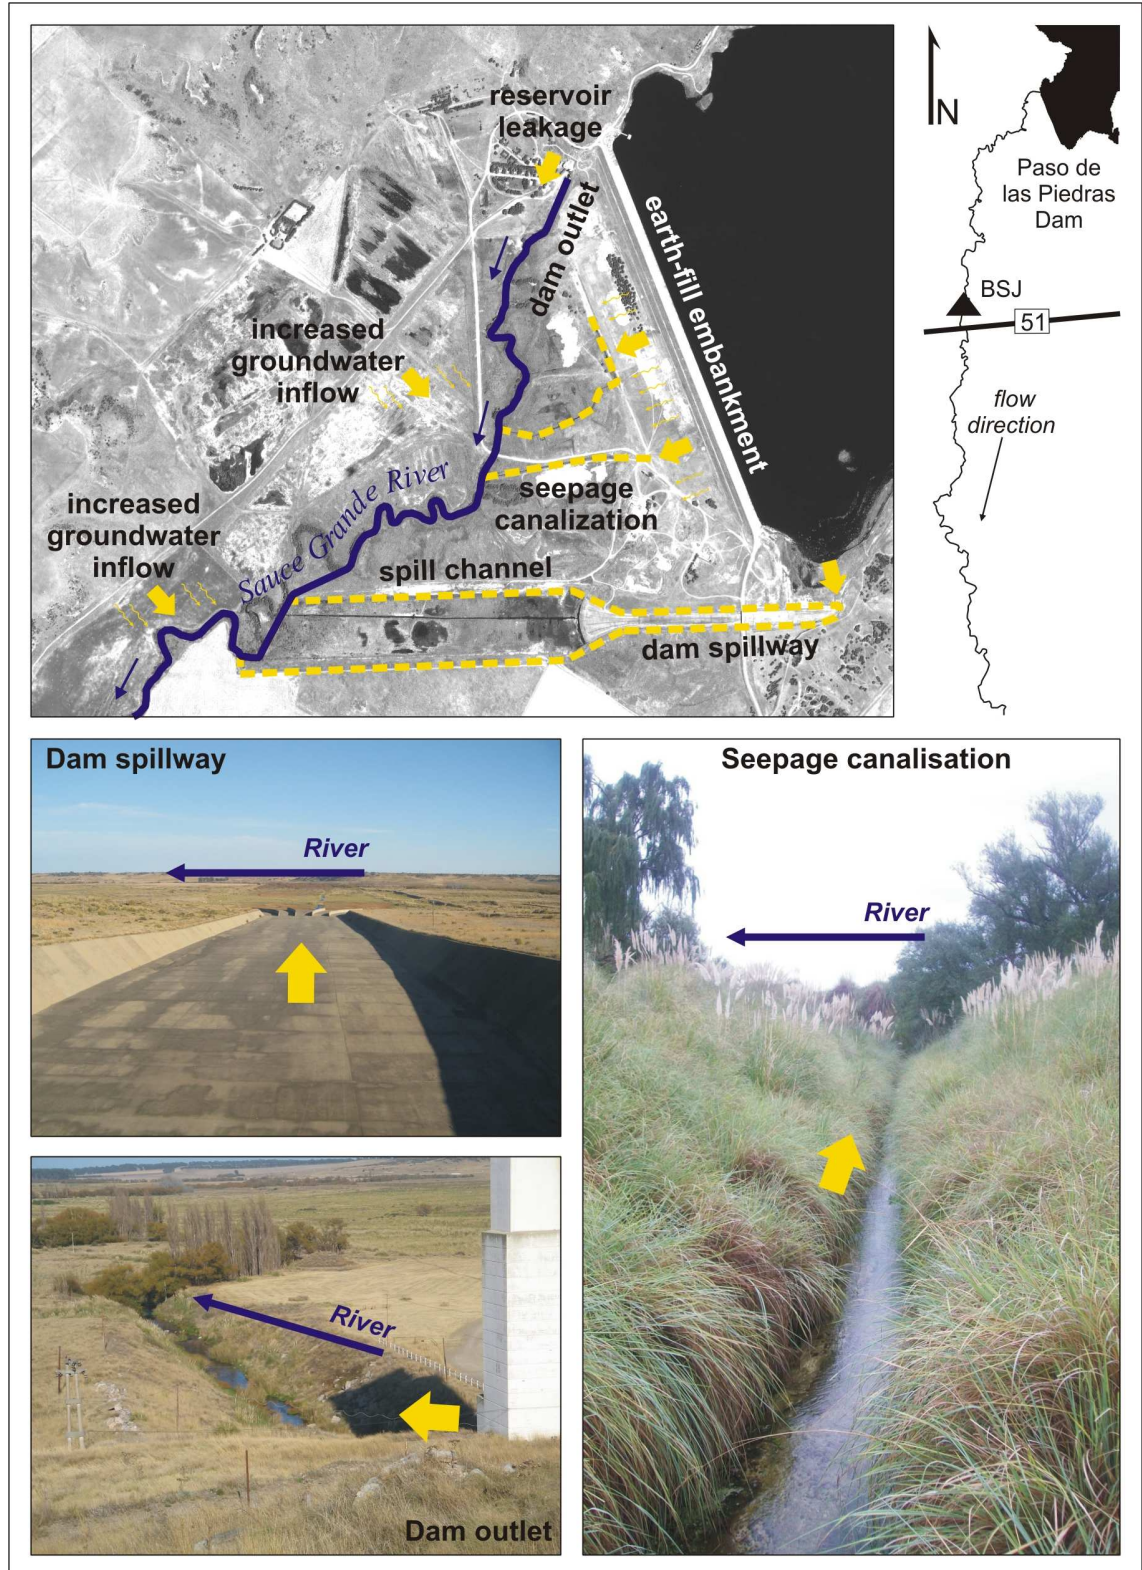 reservoir
leakage
dam outlet
earth-fill embankment
increased
groundwater
inflow
Sauce Grande River
seepage
canalization
increased
groundwater
inflow
spill channel
dam spillway
N
Paso de
las Piedras
Dam
BSJ
51
flow
direction
Dam spillway
River
Seepage canalisation
River
River
Dam outlet